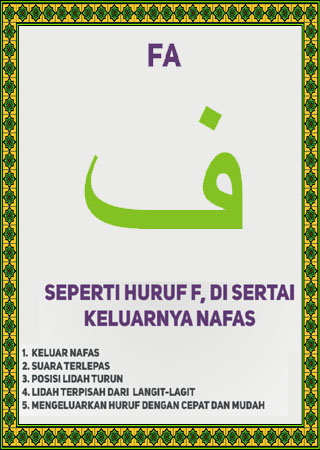 FA
ف
SEPERTI HURUF F, DI SERTAI
KELUARNYA NAFAS
1. KELUAR NAFAS
2. SUARA TERLEPAS
3. POSISI LIDAH TURUN
4. LIDAH TERPISAH DARI LANGIT-LAGIT
5. MENGELUARKAN HURUF DENGAN CEPAT DAN MUDAH